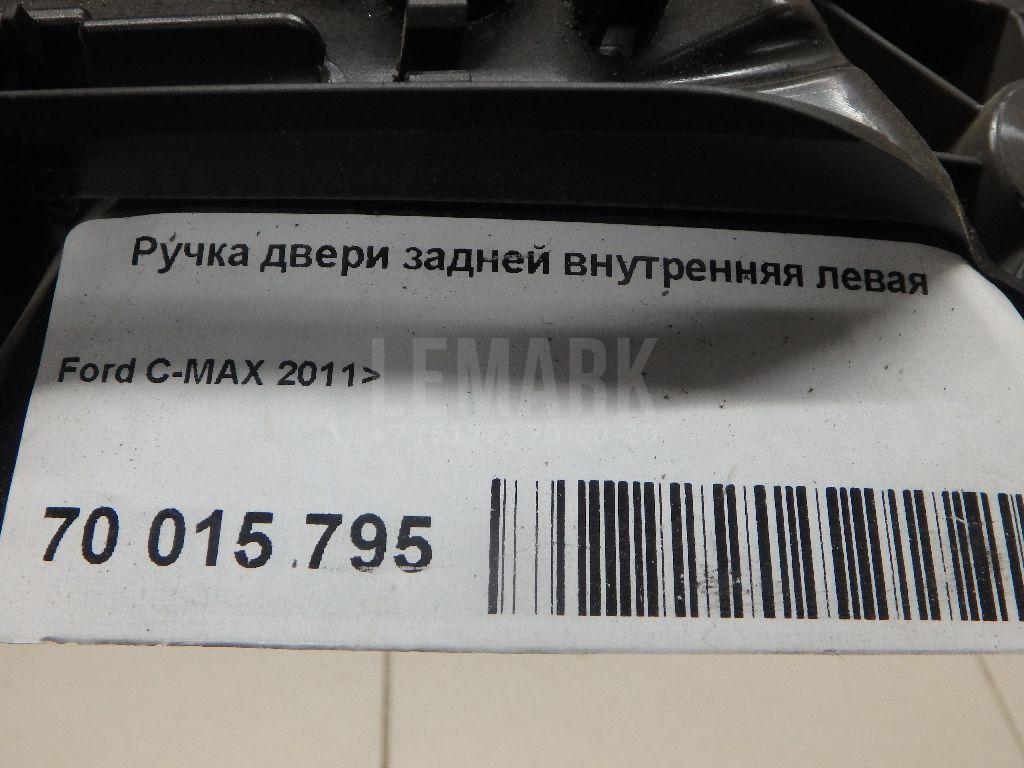 Ручка двери задней внутренняя левая
Ford C-MAX 2011>
LEMARK
70 015 795